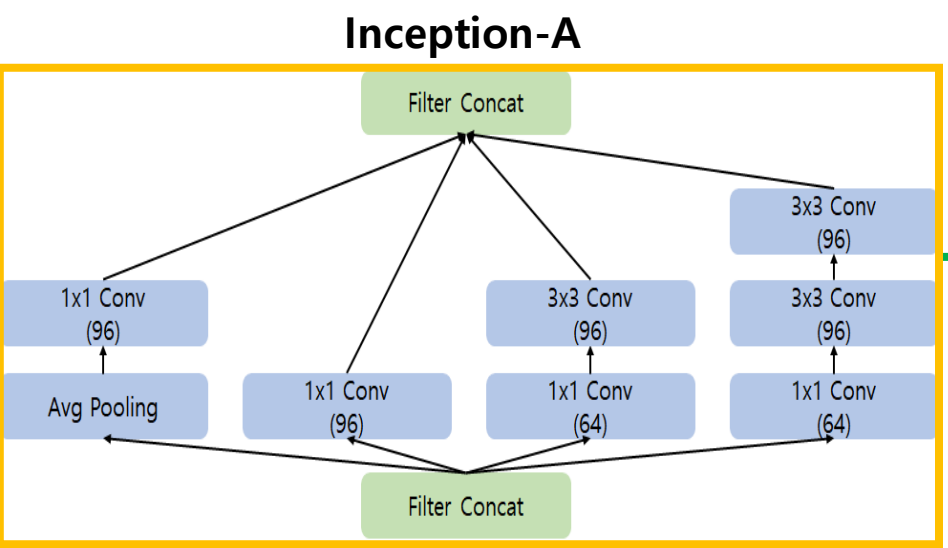 Inception-A
Filter Concat
3x3 Conv
(96)
1x1 Conv
(96)
3x3 Conv
(96)
3x3 Conv
(96)
Avg Pooling
1x1 Conv
(96)
1x1 Conv
(64)
1x1 Conv
(64)
Filter Concat